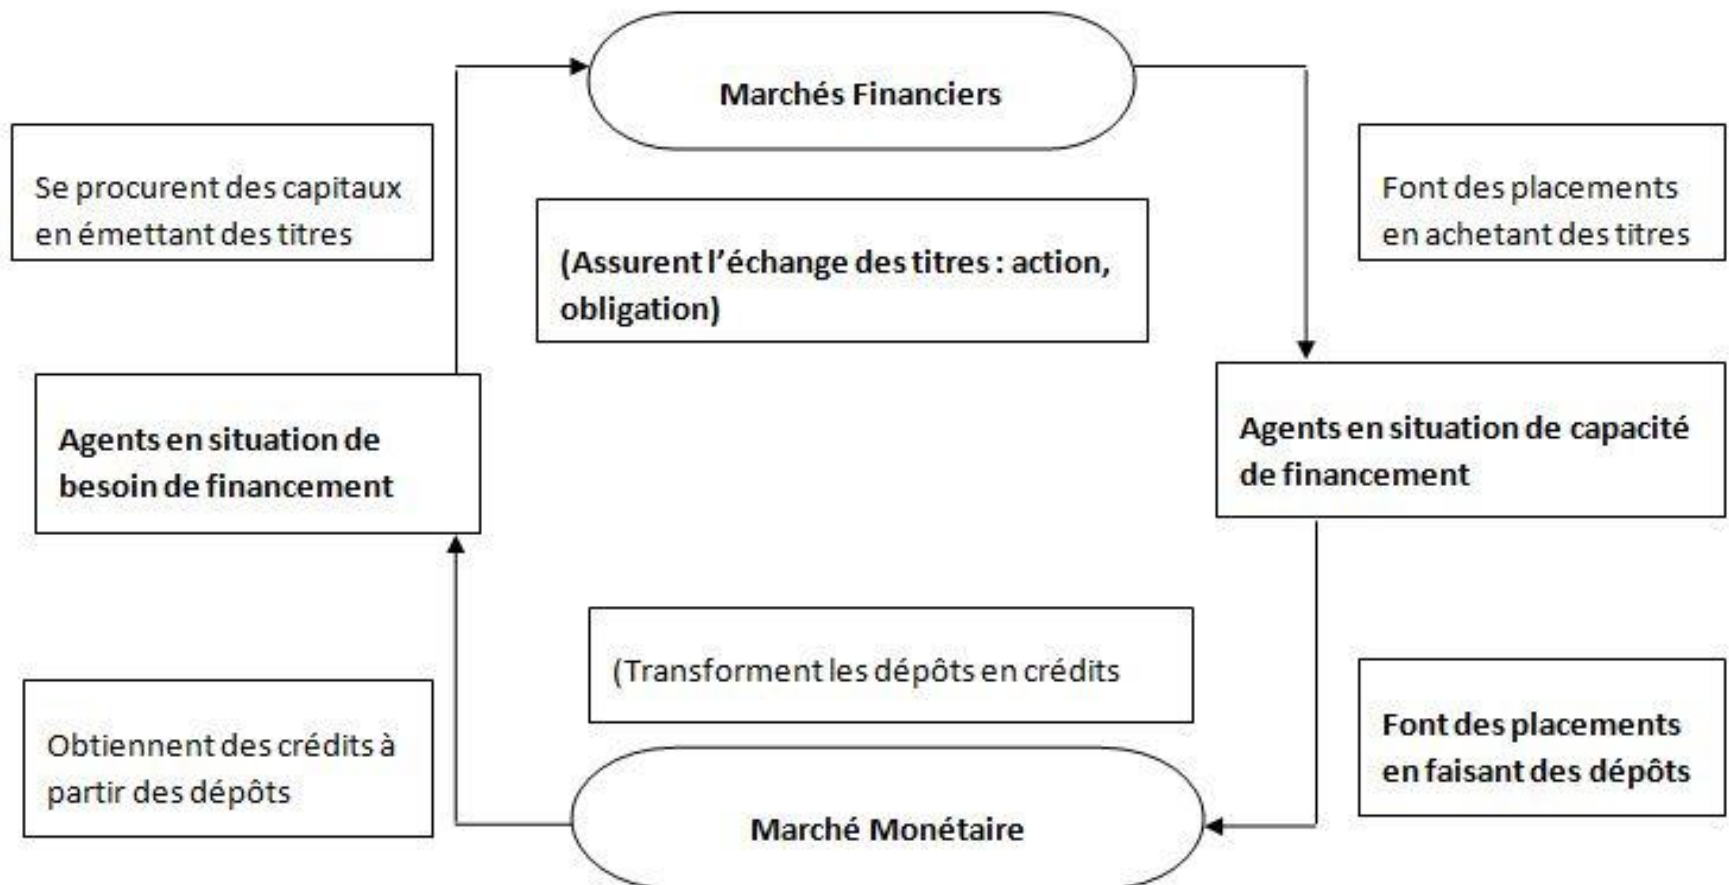 Marchés Financiers
Se procurent des capitaux
en émettant des titres
Font des placements
en achetant des titres
(Assurent l'échange des titres : action,
obligation)
Agents en situation de
besoin de financement
Agents en situation de capacité
de financement
(Transforment les dépôts en crédits
Obtiennent des crédits à
partir des dépôts
Font des placements
en faisant des dépôts
Marché Monétaire